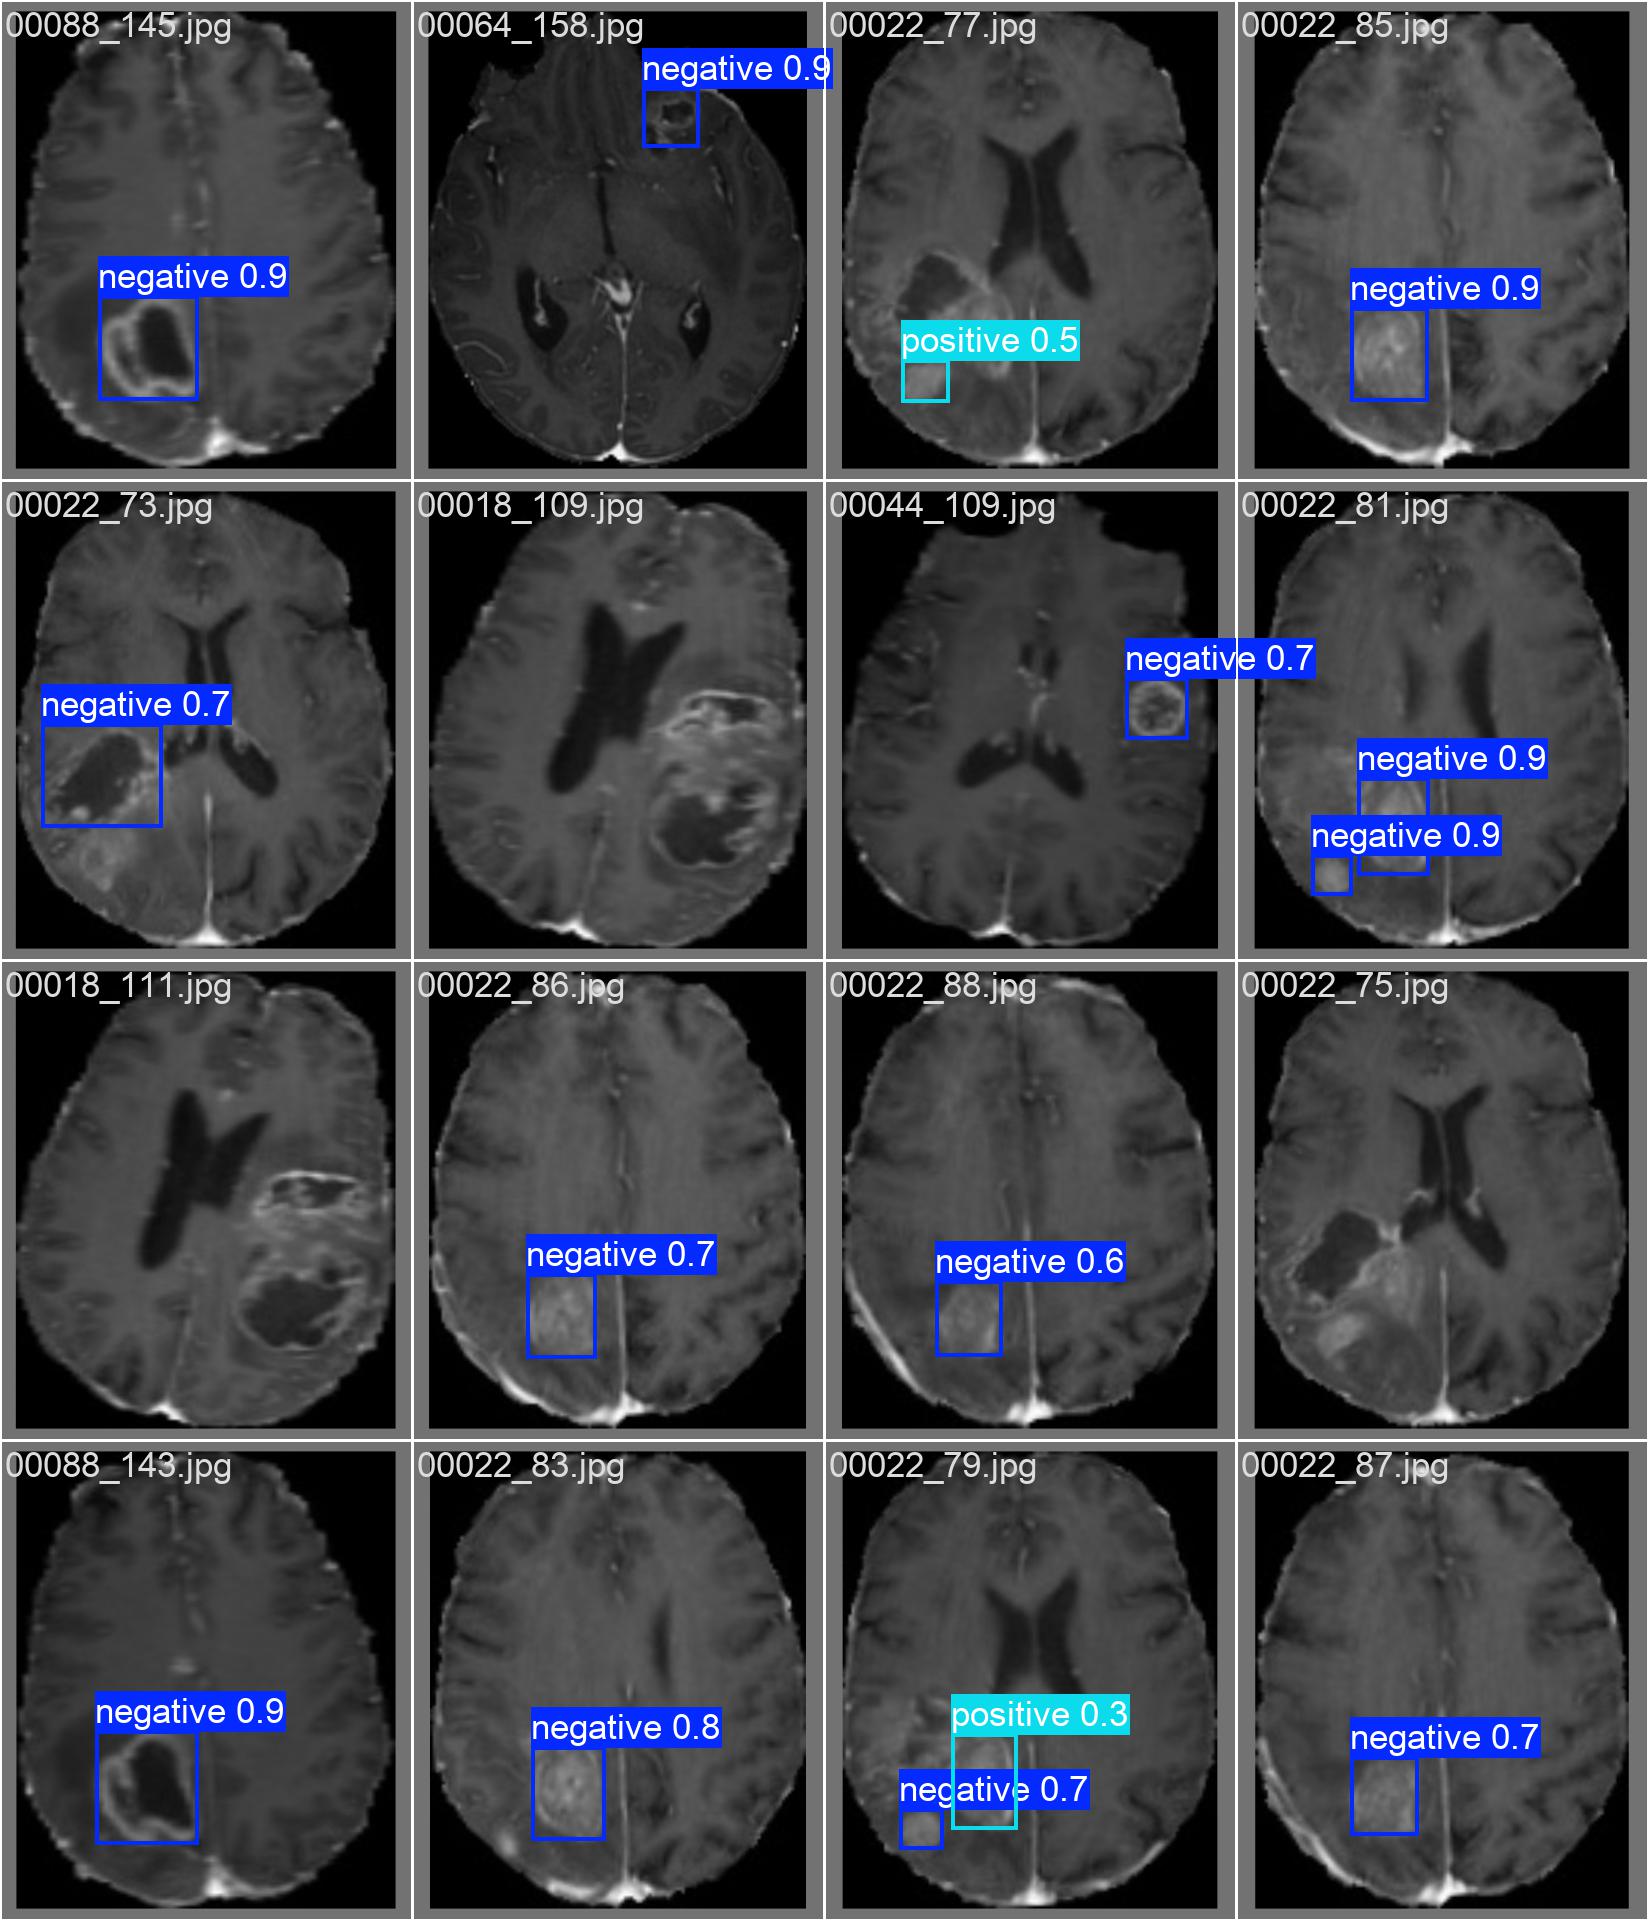 00088_145.jpg
negative 0.9
00064_158.jpg
negative 0.9
00022_77.jpg
positive 0.5
00022_85.jpg
negative 0.9
00022_73.jpg
negative 0.7
00018_109.jpg
00044_109.jpg
negative 0.7
00022_81.jpg
negative 0.9
negative 0.9
00018_111.jpg
00022_86.jpg
negative 0.7
00022_88.jpg
negative 0.6
00022_75.jpg
00088_143.jpg
negative 0.9
00022_83.jpg
negative 0.8
00022_79.jpg
positive 0.3
negative 0.7
00022_87.jpg
negative 0.7